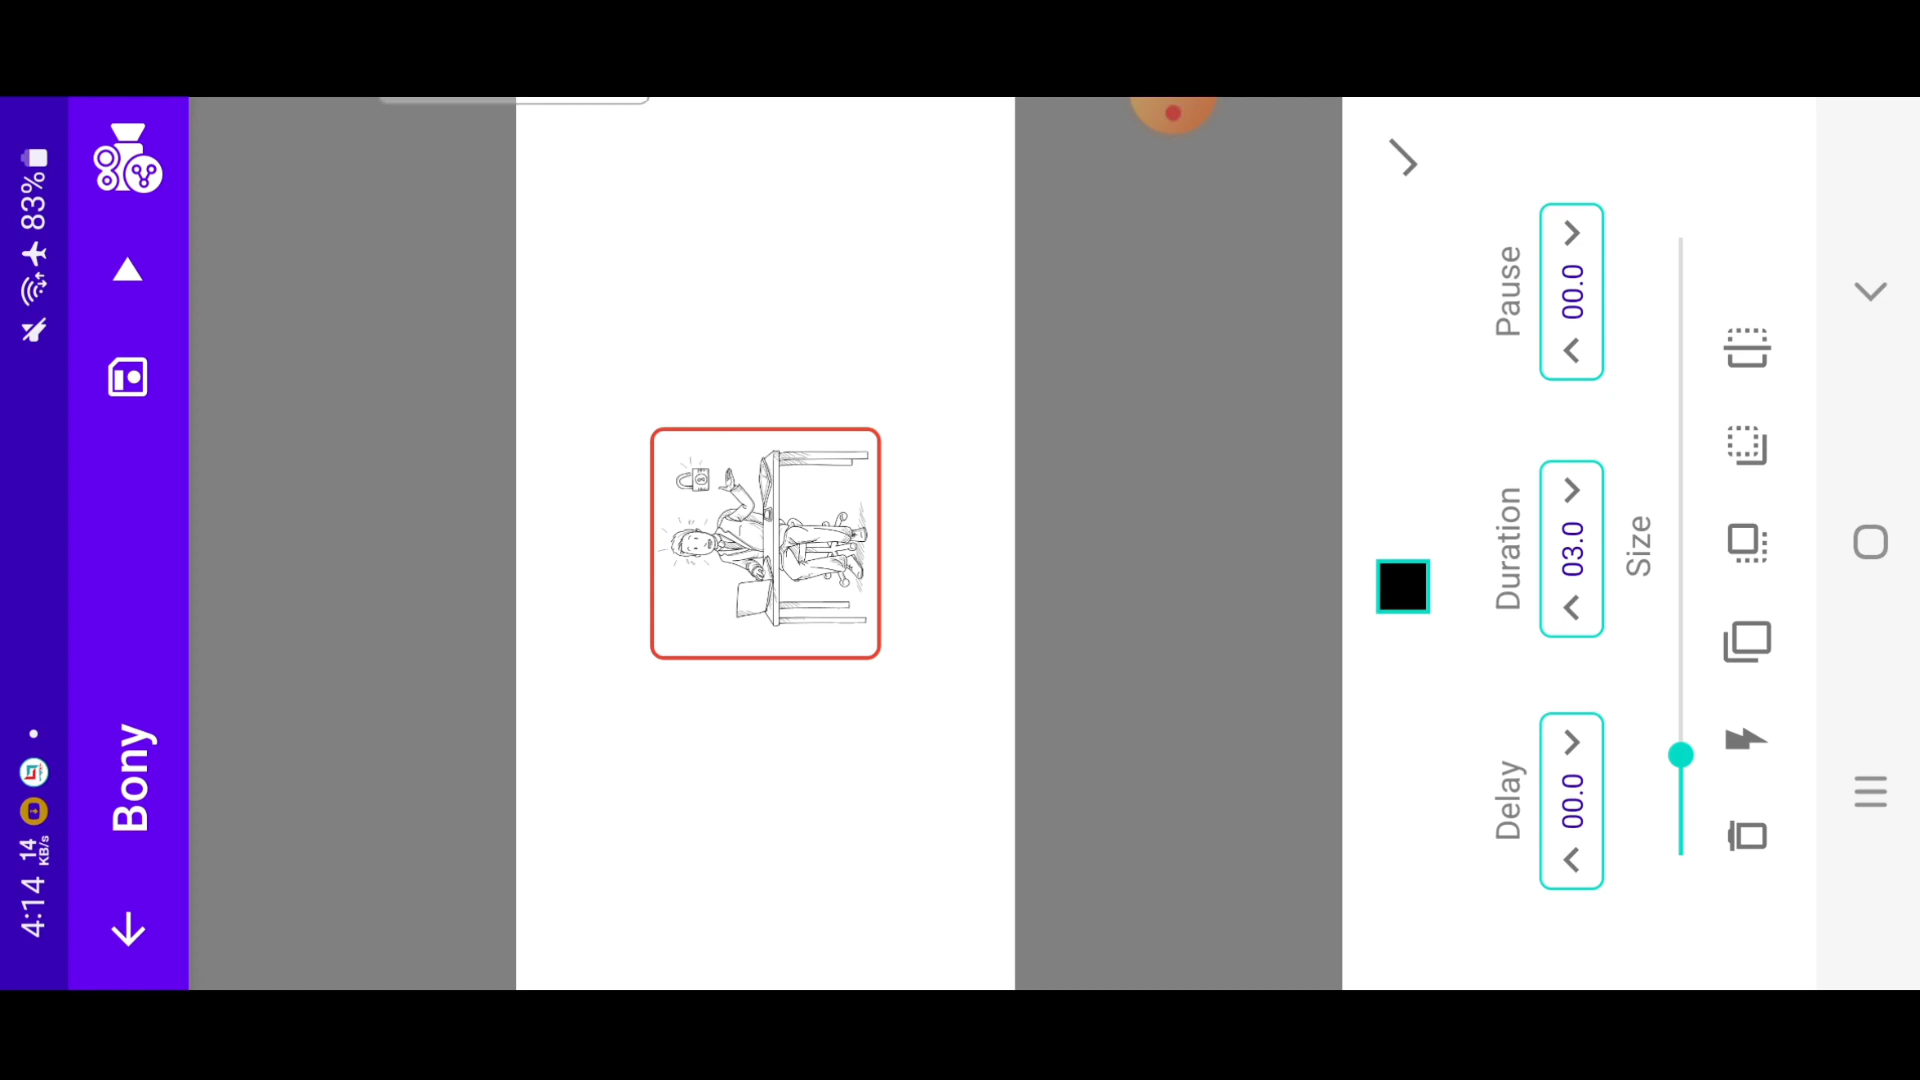 4:14 14 KB/s 83%
Bony
Delay Duration Pause
00.0 03.0 00.0
Size